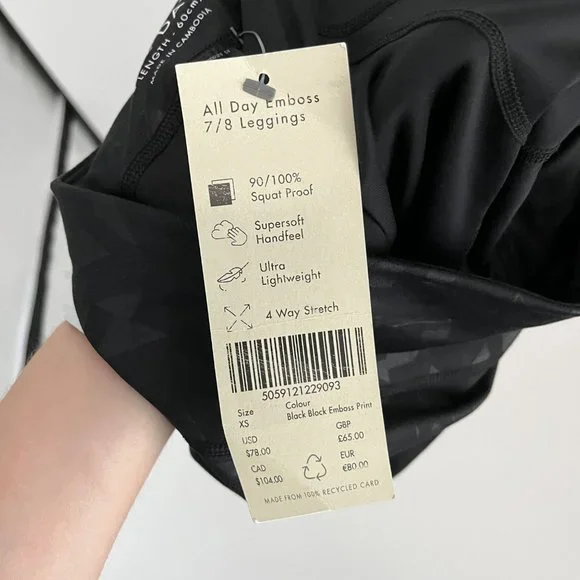 LENGTH - 60cm
MADE IN CAMBODIA
All Day Emboss
7/8 Leggings
90/100%
Squat Proof
Supersoft
Handfeel
Ultra
Lightweight
4 Way Stretch
5059121229093
Size
XS
Colour
Black Block Emboss Print
USD
$78.00
GBP
£65.00
CAD
$104.00
EUR
€80.00
MADE FROM 100% RECYCLED CARD